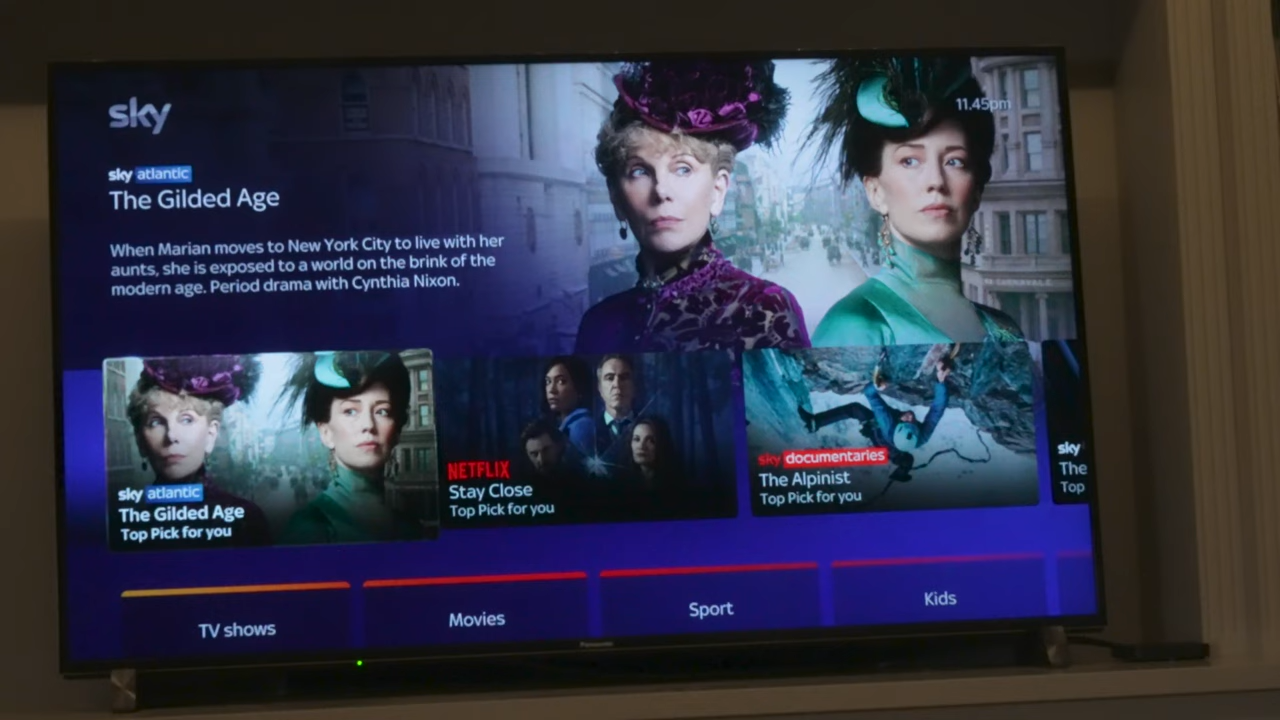 sky
11.45pm
sky atlantic
The Gilded Age
When Marian moves to New York City to live with her
aunts, she is exposed to a world on the brink of the
modern age. Period drama with Cynthia Nixon.
sky atlantic
The Gilded Age
Top Pick for you
NETFLIX
Stay Close
Top Pick for you
sky documentaries
The Alpinist
Top Pick for you
sky
The
Top
TV shows
Movies
Sport
Kids
Panasonic